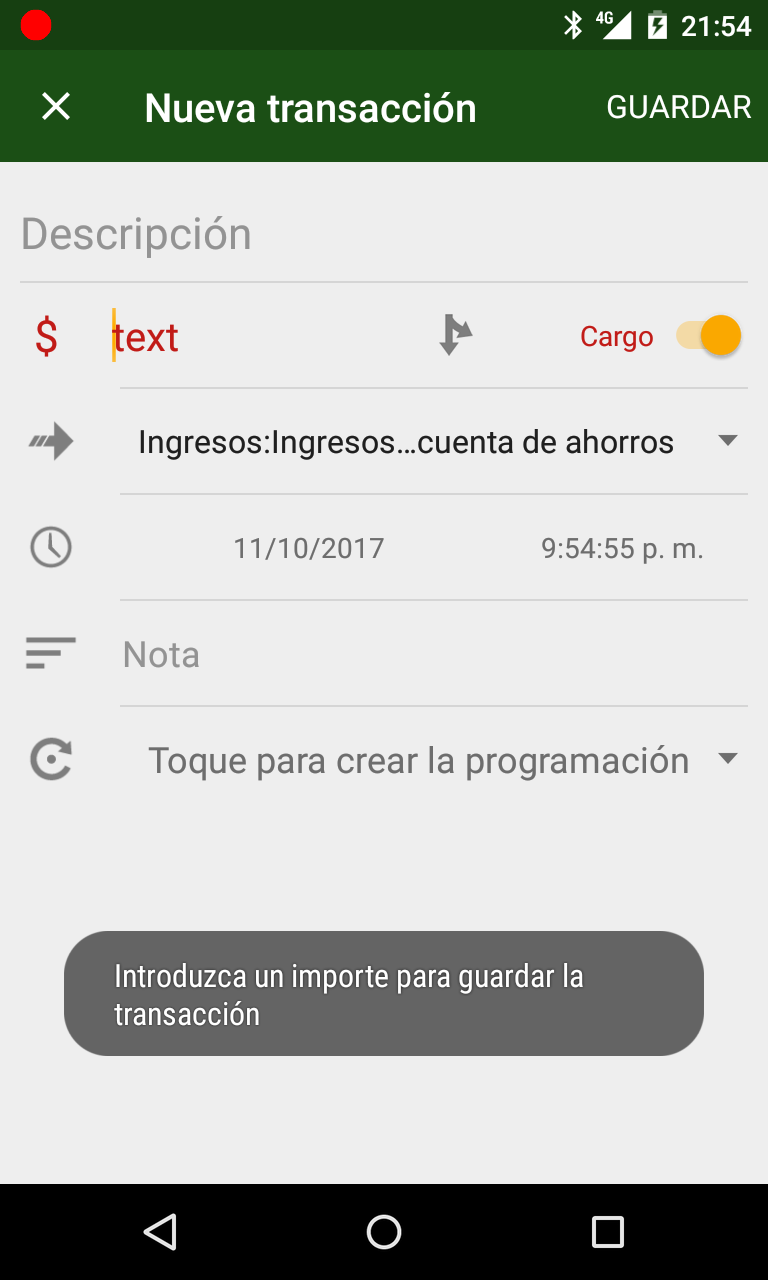 4G 21:54
Nueva transacción GUARDAR
Descripción
$ text Cargo
Ingresos:Ingresos…cuenta de ahorros
11/10/2017 9:54:55 p. m.
Nota
Toque para crear la programación
Introduzca un importe para guardar la
transacción